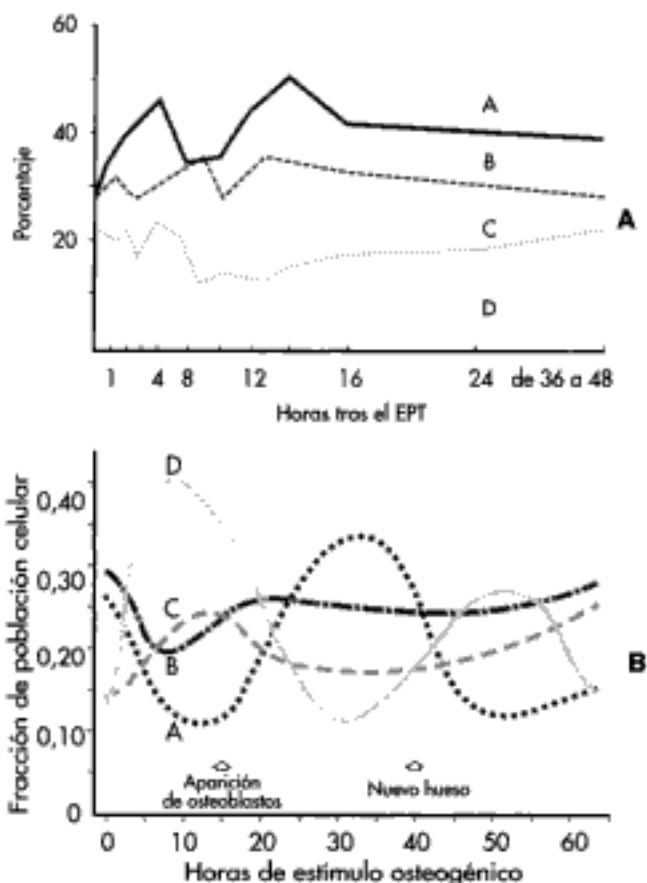 60
40
20
Porcentaje
A
B
C
D
A
1 4 8 12 16 24 de 36 a 48
Horas tras el EPT
Fracción de población celular
0,40
0,30
0,20
0,10
0
D
C
B
A
B
Aparición
de osteoblastos
Nuevo hueso
0 10 20 30 40 50 60
Horas de estímulo osteogénico